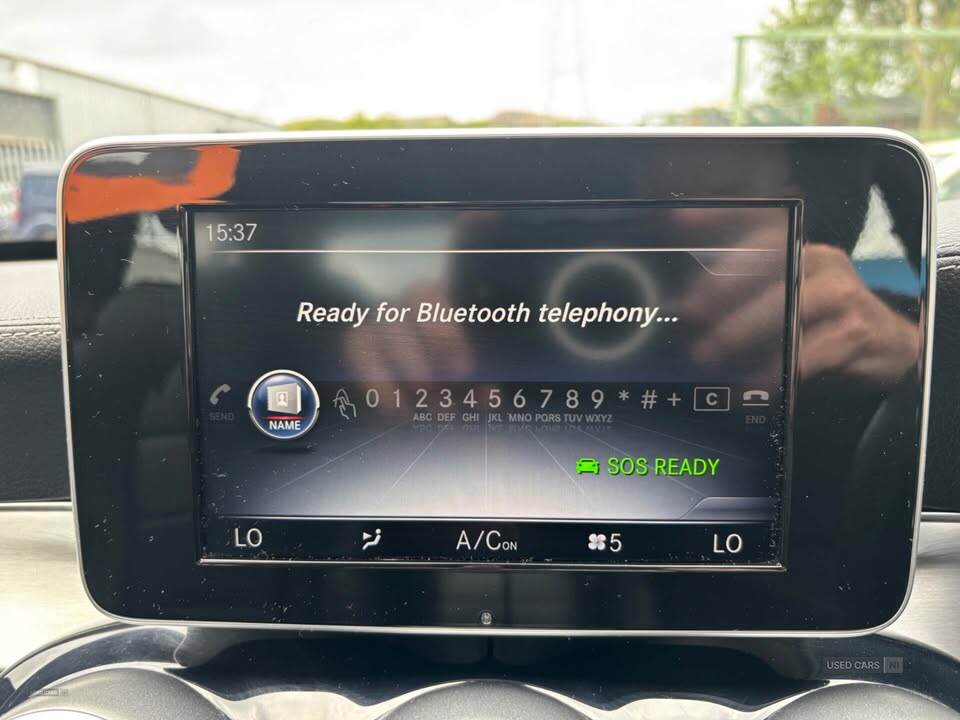 15:37
Ready for Bluetooth telephony...
SEND NAME 0 1 2 3 4 5 6 7 8 9 * # + C END
ABC DEF GHI JKL MNO PQRS TUV WXYZ
SOS READY
LO A/C ON 5 LO
USED CARS NI